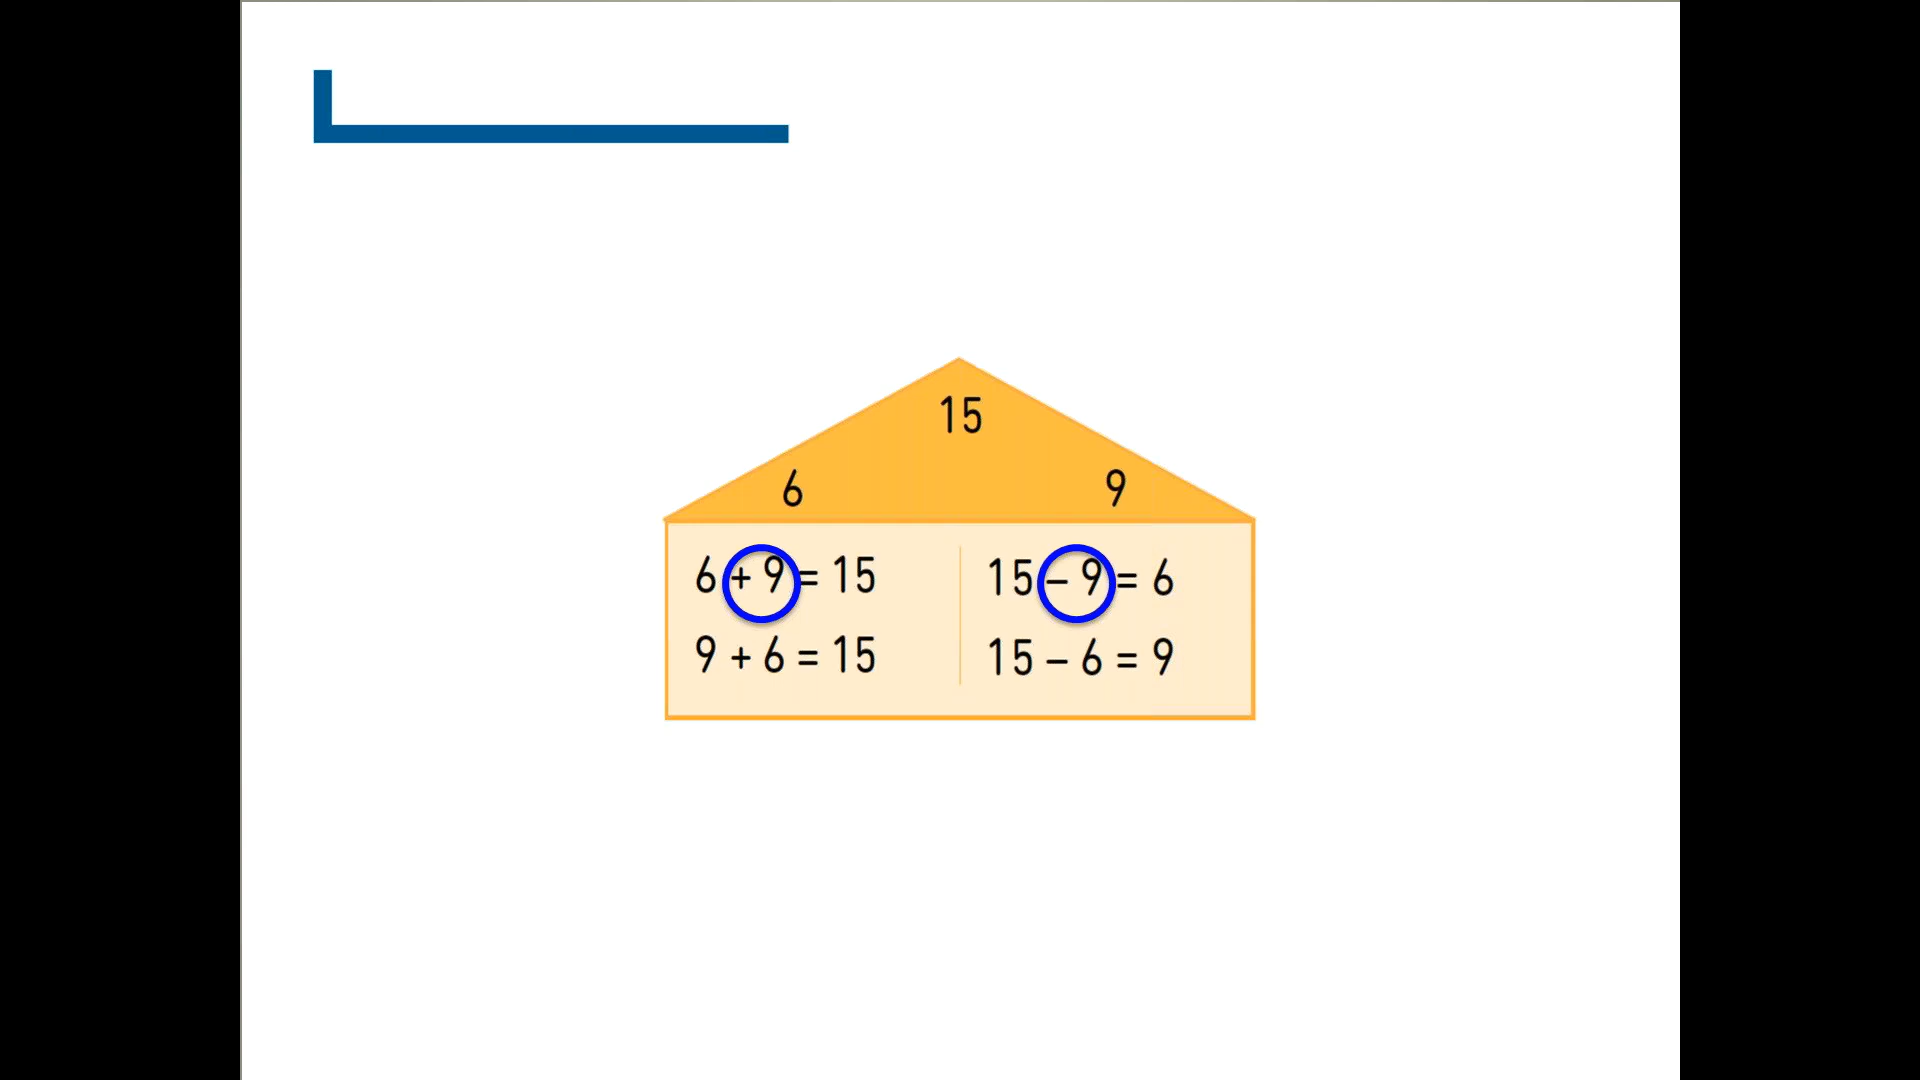 15
6 9
6 + 9 = 15
9 + 6 = 15
15 – 9 = 6
15 – 6 = 9